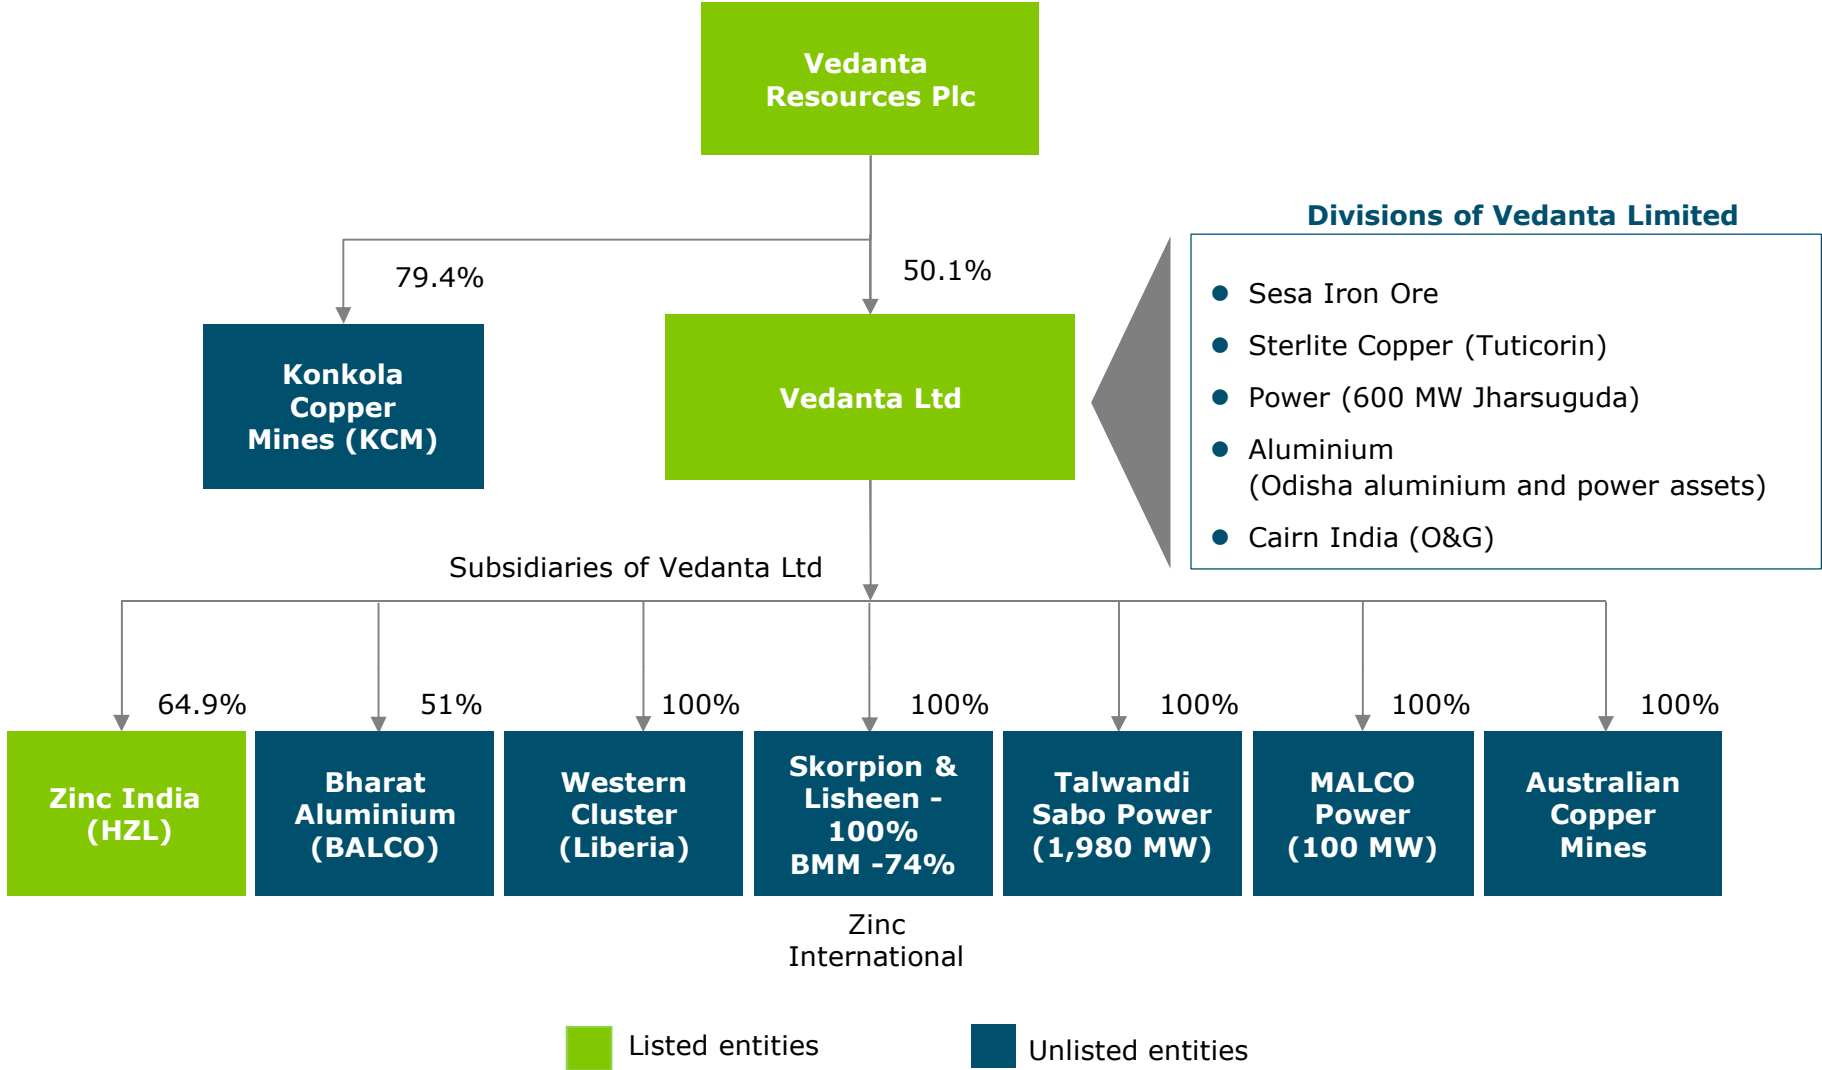 Vedanta
Resources Plc
79.4%
50.1%
Konkola
Copper
Mines (KCM)
Vedanta Ltd
Divisions of Vedanta Limited
Sesa Iron Ore
Sterlite Copper (Tuticorin)
Power (600 MW Jharsuguda)
Aluminium
(Odisha aluminium and power assets)
Cairn India (O&G)
Subsidiaries of Vedanta Ltd
64.9%
51%
100%
100%
100%
100%
100%
Zinc India
(HZL)
Bharat
Aluminium
(BALCO)
Western
Cluster
(Liberia)
Skorpion &
Lisheen -
100%
BMM -74%
Talwandi
Sabo Power
(1,980 MW)
MALCO
Power
(100 MW)
Australian
Copper
Mines
Zinc
International
Listed entities
Unlisted entities